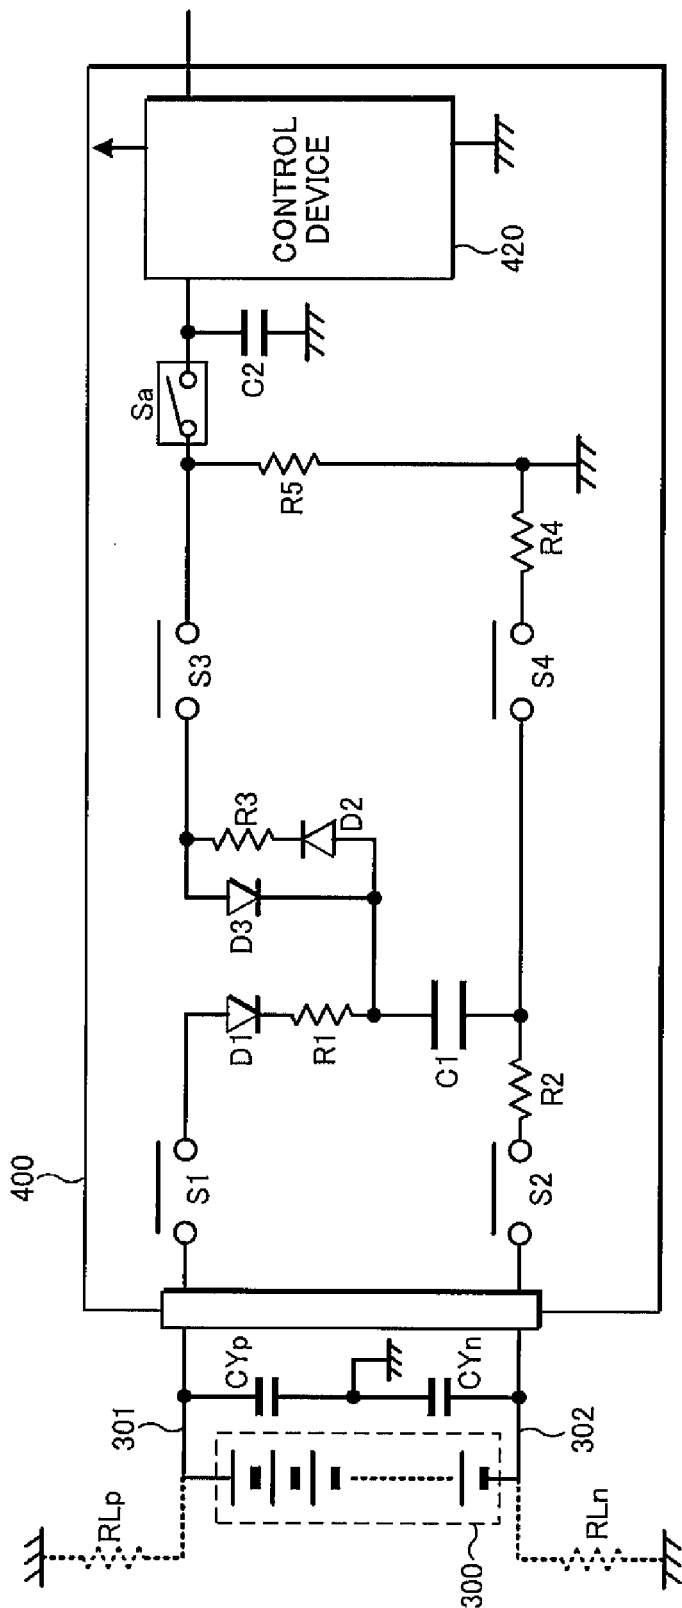 400
301
RLp
CYp
CYn
RLn
302
300
S1
S2
D1
R1
C1
R2
D3
R3
D2
S3
S4
R4
R5
Sa
C2
CONTROL
DEVICE
420